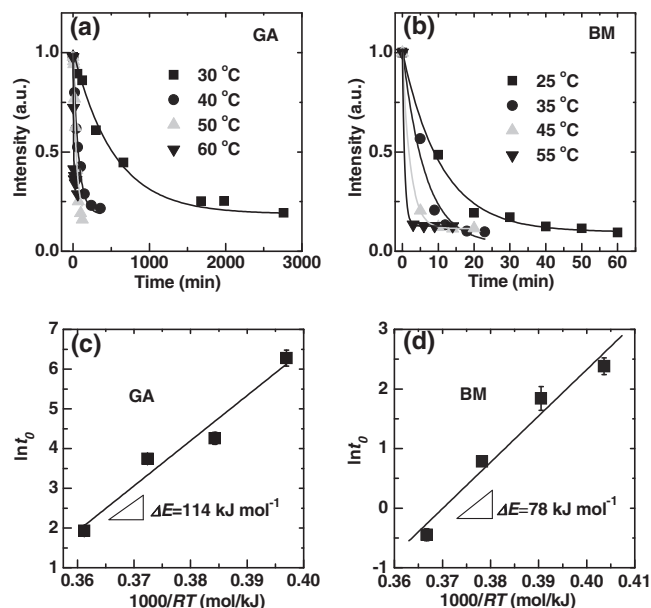 (a)
GA
Intensity (a.u.)
1.0
0.5
0.0
30 °C
40 °C
50 °C
60 °C
0
1000
2000
3000
Time (min)
(b)
BM
Intensity (a.u.)
1.0
0.5
0.0
25 °C
35 °C
45 °C
55 °C
0
10
20
30
40
50
60
Time (min)
(c)
GA
lnt₀
7
6
5
4
3
2
1
ΔE=114 kJ mol⁻¹
0.36
0.37
0.38
0.39
0.40
1000/RT (mol/kJ)
(d)
BM
lnt₀
3
2
1
0
-1
ΔE=78 kJ mol⁻¹
0.36
0.37
0.38
0.39
0.40
0.41
1000/RT (mol/kJ)